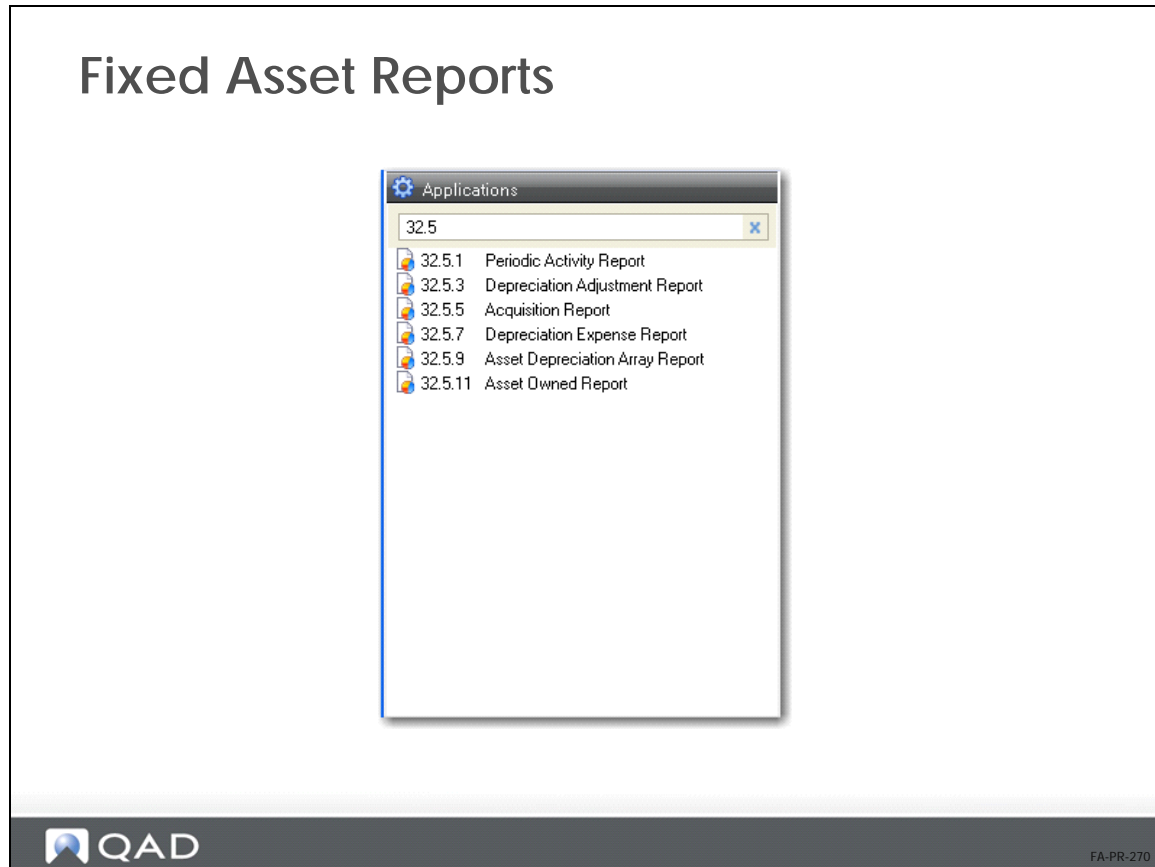 Fixed Asset Reports
Applications
32.5
32.5.1 Periodic Activity Report
32.5.3 Depreciation Adjustment Report
32.5.5 Acquisition Report
32.5.7 Depreciation Expense Report
32.5.9 Asset Depreciation Array Report
32.5.11 Asset Owned Report
QAD
FA-PR-270